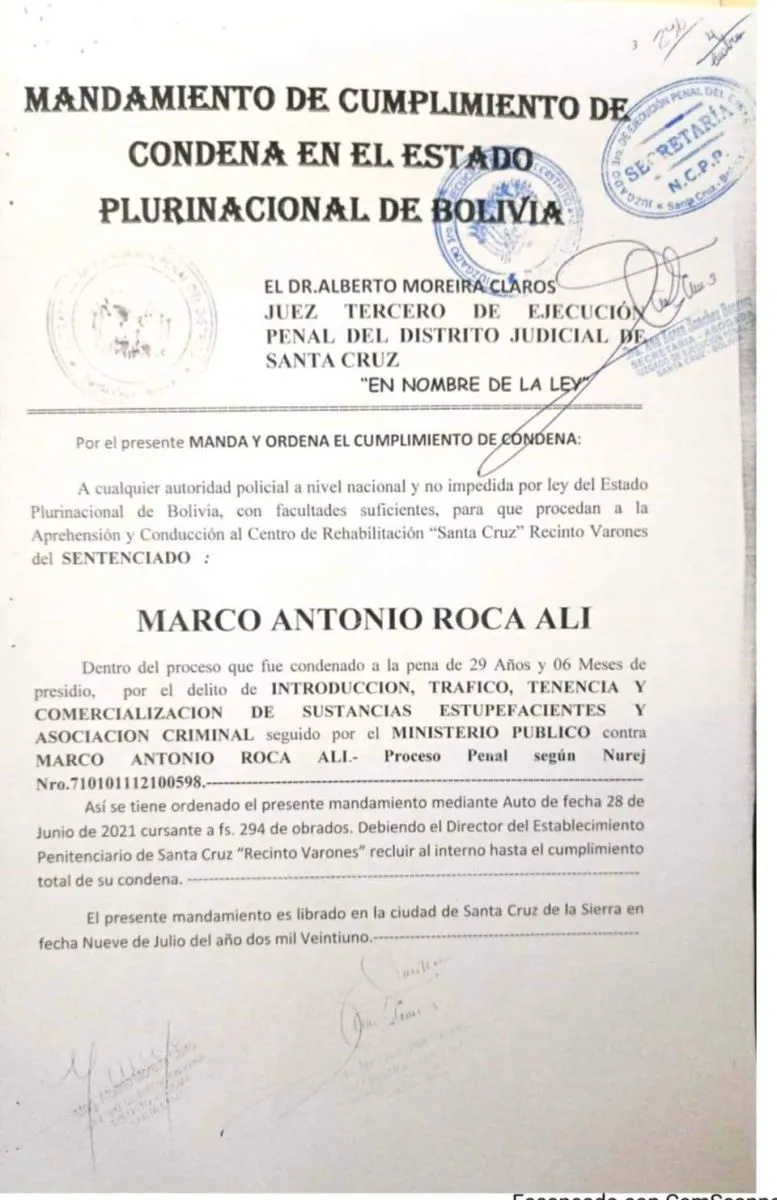 3
MANDAMIENTO DE CUMPLIMIENTO DE
CONDENA EN EL ESTADO
PLURINACIONAL DE BOLIVIA
SECRETARÍA
N.C.P.P.
EL DR.ALBERTO MOREIRA CLAROS
JUEZ TERCERO DE EJECUCIÓN
PENAL DEL DISTRITO JUDICIAL DE
SANTA CRUZ
"EN NOMBRE DE LA LEY"
Por el presente MANDA Y ORDENA EL CUMPLIMIENTO DE CONDENA:
A cualquier autoridad policial a nivel nacional y no impedida por ley del Estado
Plurinacional de Bolivia, con facultades suficientes, para que procedan a la
Aprehensión y Conducción al Centro de Rehabilitación “Santa Cruz” Recinto Varones
del SENTENCIADO :
MARCO ANTONIO ROCA ALI
Dentro del proceso que fue condenado a la pena de 29 Años y 06 Meses de
presidio, por el delito de INTRODUCCION, TRAFICO, TENENCIA Y
COMERCIALIZACION DE SUSTANCIAS ESTUPEFACIENTES Y
ASOCIACION CRIMINAL seguido por el MINISTERIO PUBLICO contra
MARCO ANTONIO ROCA ALI.- Proceso Penal según Nurej
Nro.710101112100598.-
Así se tiene ordenado el presente mandamiento mediante Auto de fecha 28 de
Junio de 2021 cursante a fs. 294 de obrados. Debiendo el Director del Establecimiento
Penitenciario de Santa Cruz “Recinto Varones” recluir al interno hasta el cumplimiento
total de su condena.
El presente mandamiento es librado en la ciudad de Santa Cruz de la Sierra en
fecha Nueve de Julio del año dos mil Veintiuno.-